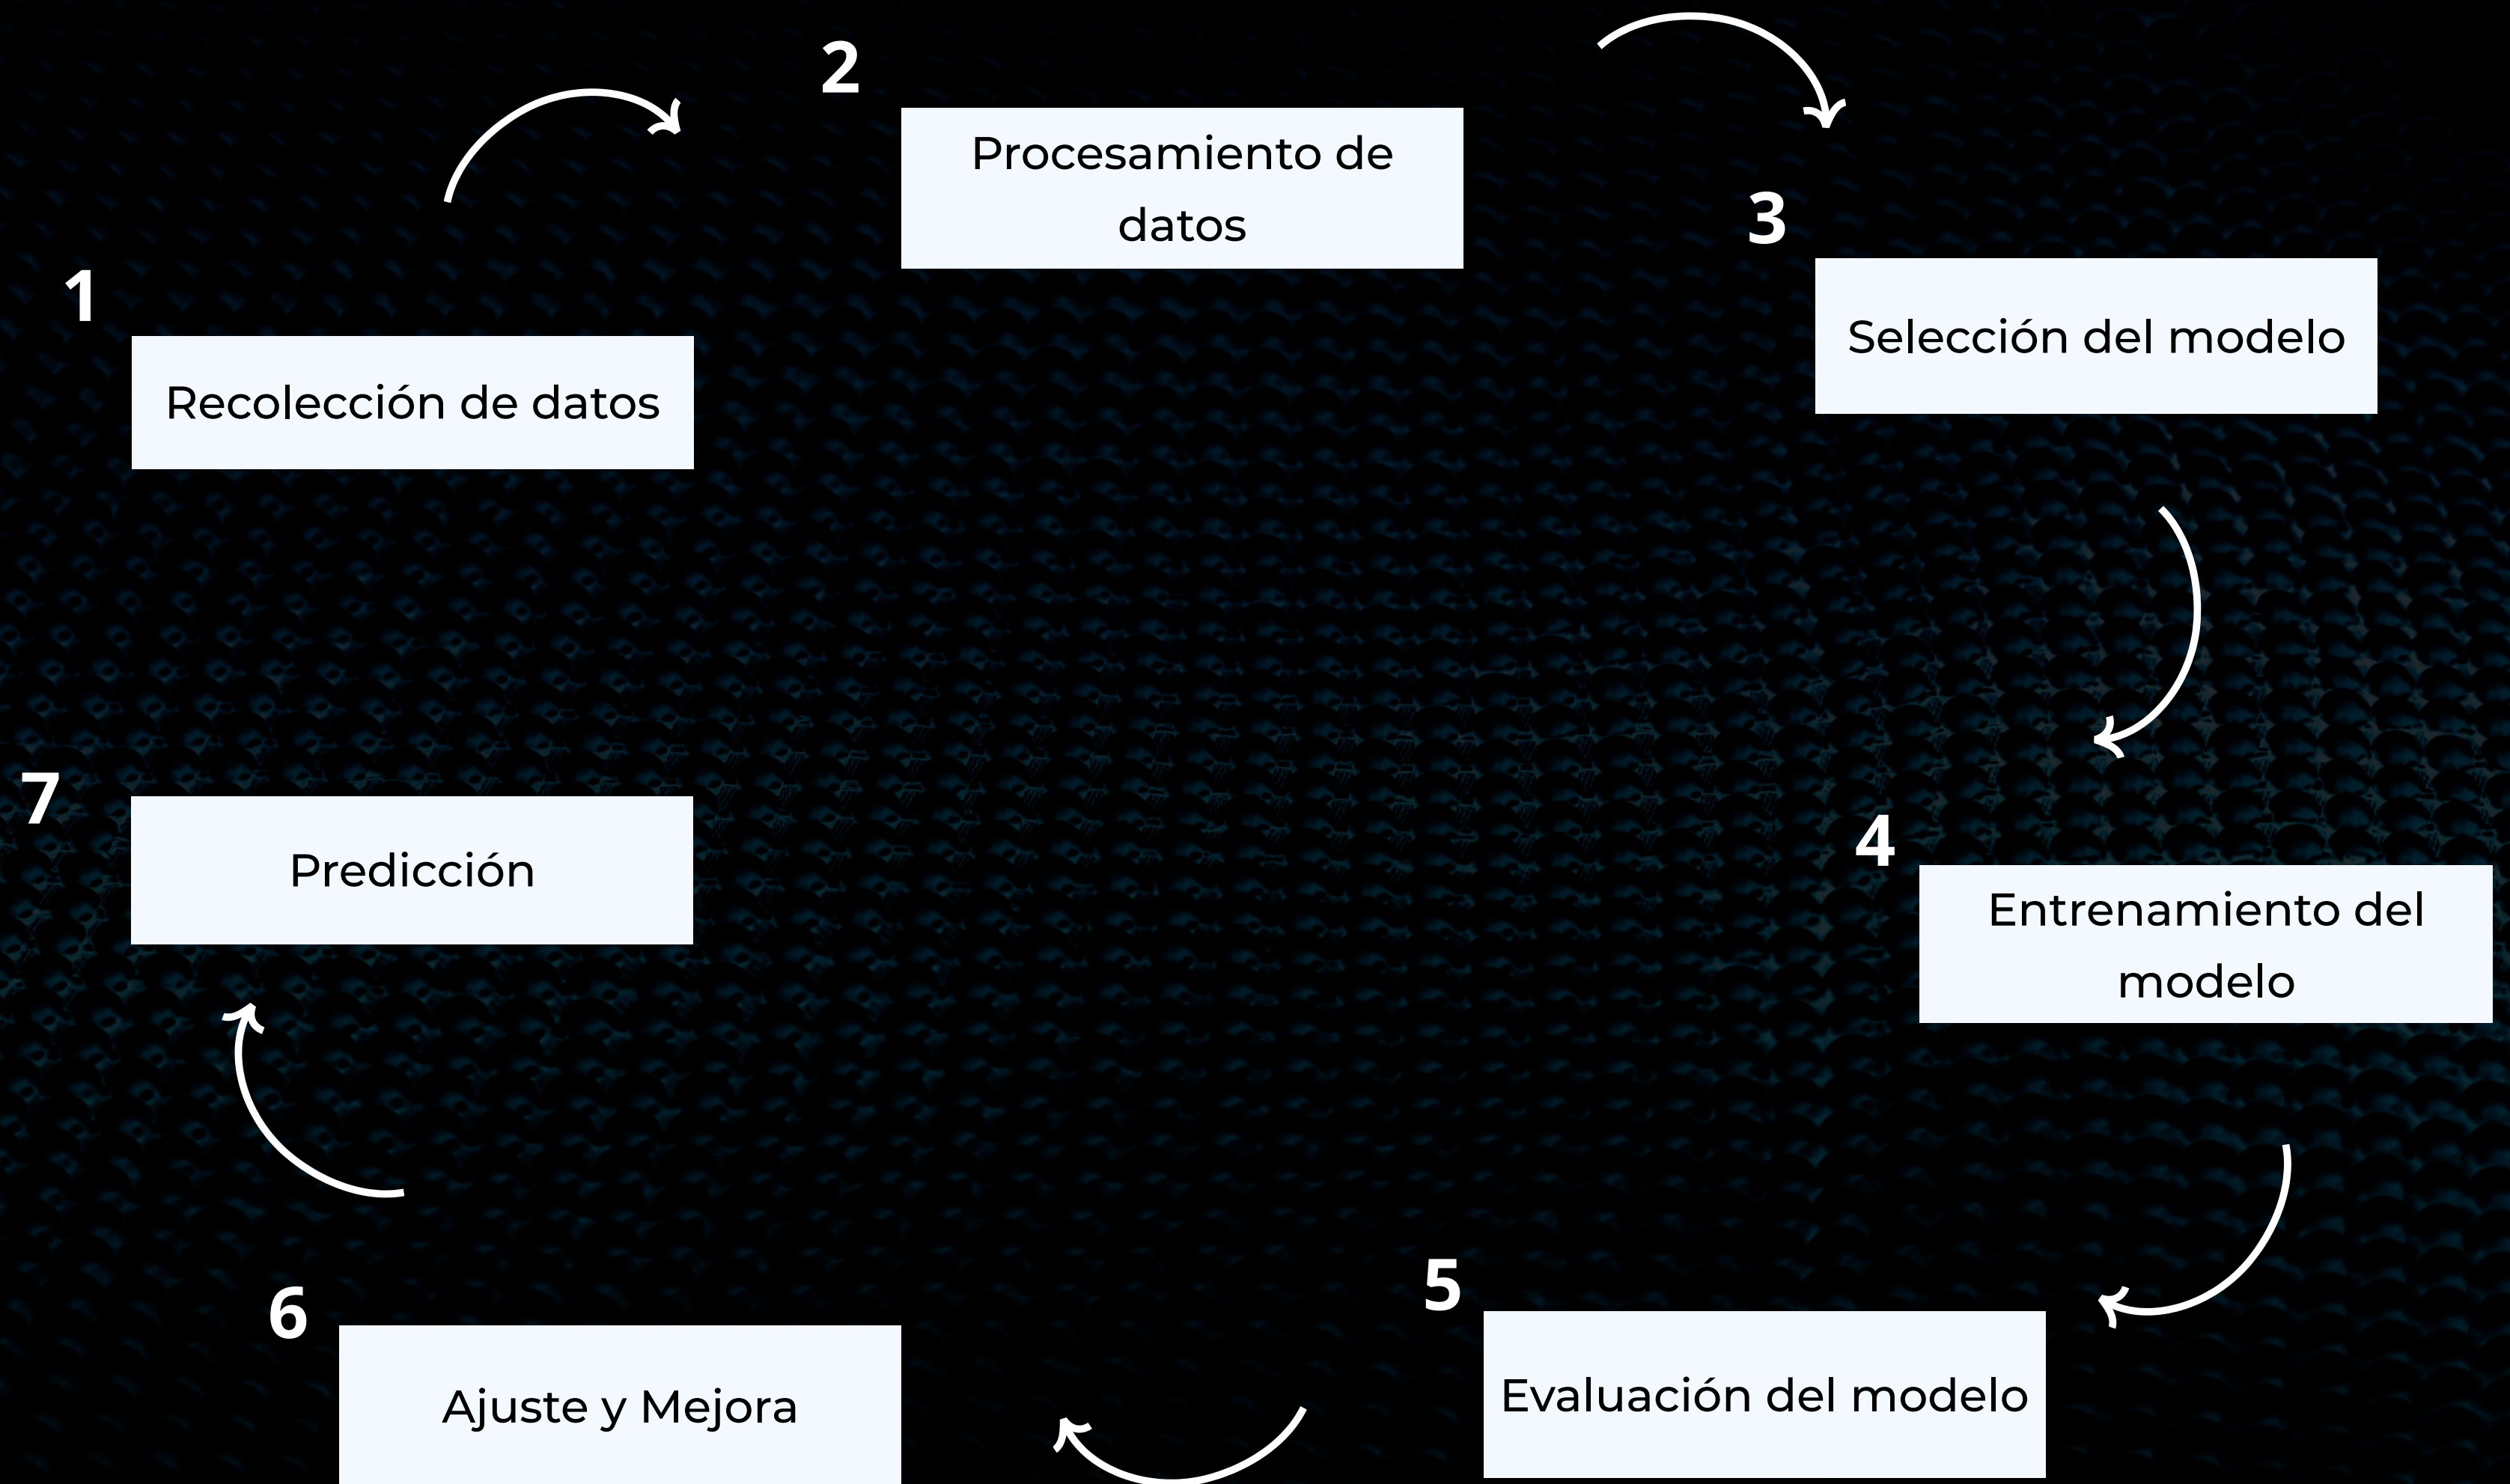 1
Recolección de datos
2
Procesamiento de
datos
3
Selección del modelo
4
Entrenamiento del
modelo
5
Evaluación del modelo
6
Ajuste y Mejora
7
Predicción